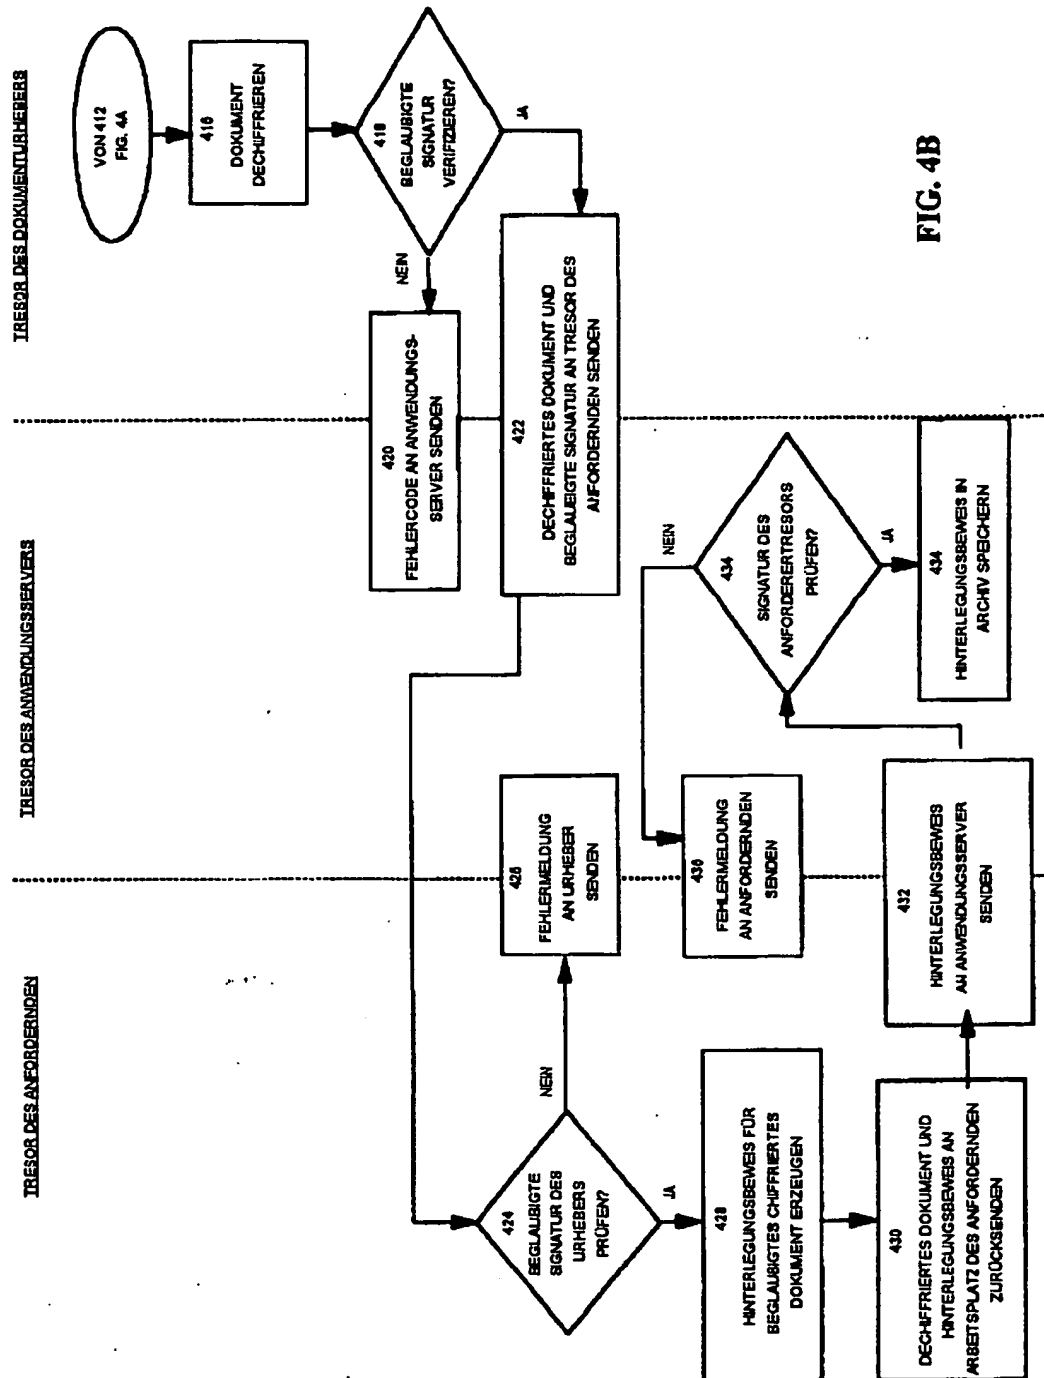 TRESOR DES ANFORDERNDEN
TRESOR DES ANWENDUNGSSERVERS
TRESOR DES DOKUMENTURHEBERS
VON 412
FIG. 4A
416
DOKUMENT
DECHIFFRIEREN
418
BEGLAUBIGTE
SIGNATUR
VERIFIZIEREN?
NEIN
JA
420
FEHLERCODE AN ANWENDUNGS-
SERVER SENDEN
422
DECHIFFRIERTES DOKUMENT UND
BEGLAUBIGTE SIGNATUR AN TRESOR DES
ANFORDERNDEN SENDEN
424
BEGLAUBIGTE
SIGNATUR DES
URHEBERS
PRÜFEN?
NEIN
JA
426
FEHLERMELDUNG
AN URHEBER
SENDEN
428
HINTERLEGUNGSBEWEIS FÜR
BEGLAUBIGTES CHIFFRIERTES
DOKUMENT ERZEUGEN
430
DECHIFFRIERTES DOKUMENT UND
HINTERLEGUNGSBEWEIS AN
ARBEITSPLATZ DES ANFORDERNDEN
ZURÜCKSENDEN
432
HINTERLEGUNGSBEWEIS
AN ANWENDUNGSSERVER
SENDEN
434
SIGNATUR DES
ANFORDERERTRESORS
PRÜFEN?
NEIN
JA
436
FEHLERMELDUNG
AN ANFORDERNDEN
SENDEN
434
HINTERLEGUNGSBEWEIS IN
ARCHIV SPEICHERN
FIG. 4B